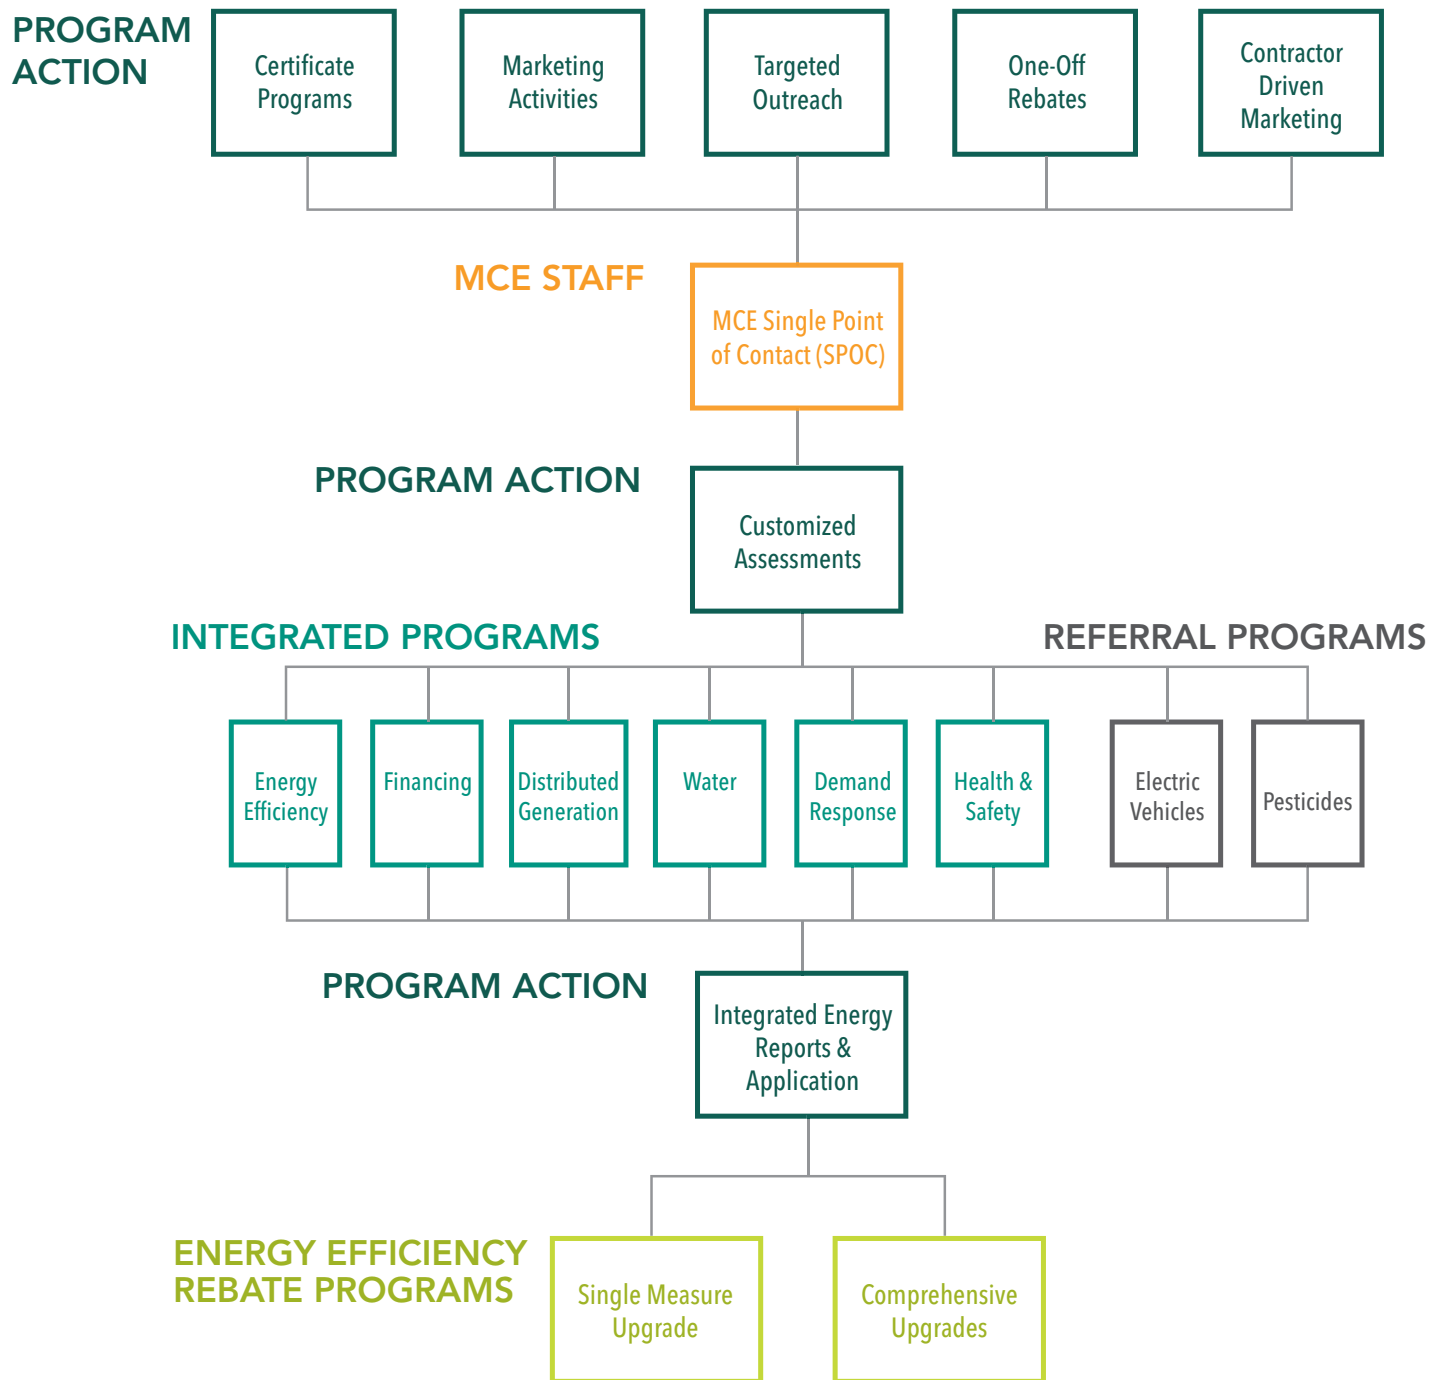 PROGRAM
ACTION
Certificate
Programs
Marketing
Activities
Targeted
Outreach
One-Off
Rebates
Contractor
Driven
Marketing
MCE STAFF
MCE Single Point
of Contact (SPOC)
PROGRAM ACTION
Customized
Assessments
INTEGRATED PROGRAMS
REFERRAL PROGRAMS
Energy
Efficiency
Financing
Distributed
Generation
Water
Demand
Response
Health &
Safety
Electric
Vehicles
Pesticides
PROGRAM ACTION
Integrated Energy
Reports &
Application
ENERGY EFFICIENCY
REBATE PROGRAMS
Single Measure
Upgrade
Comprehensive
Upgrades